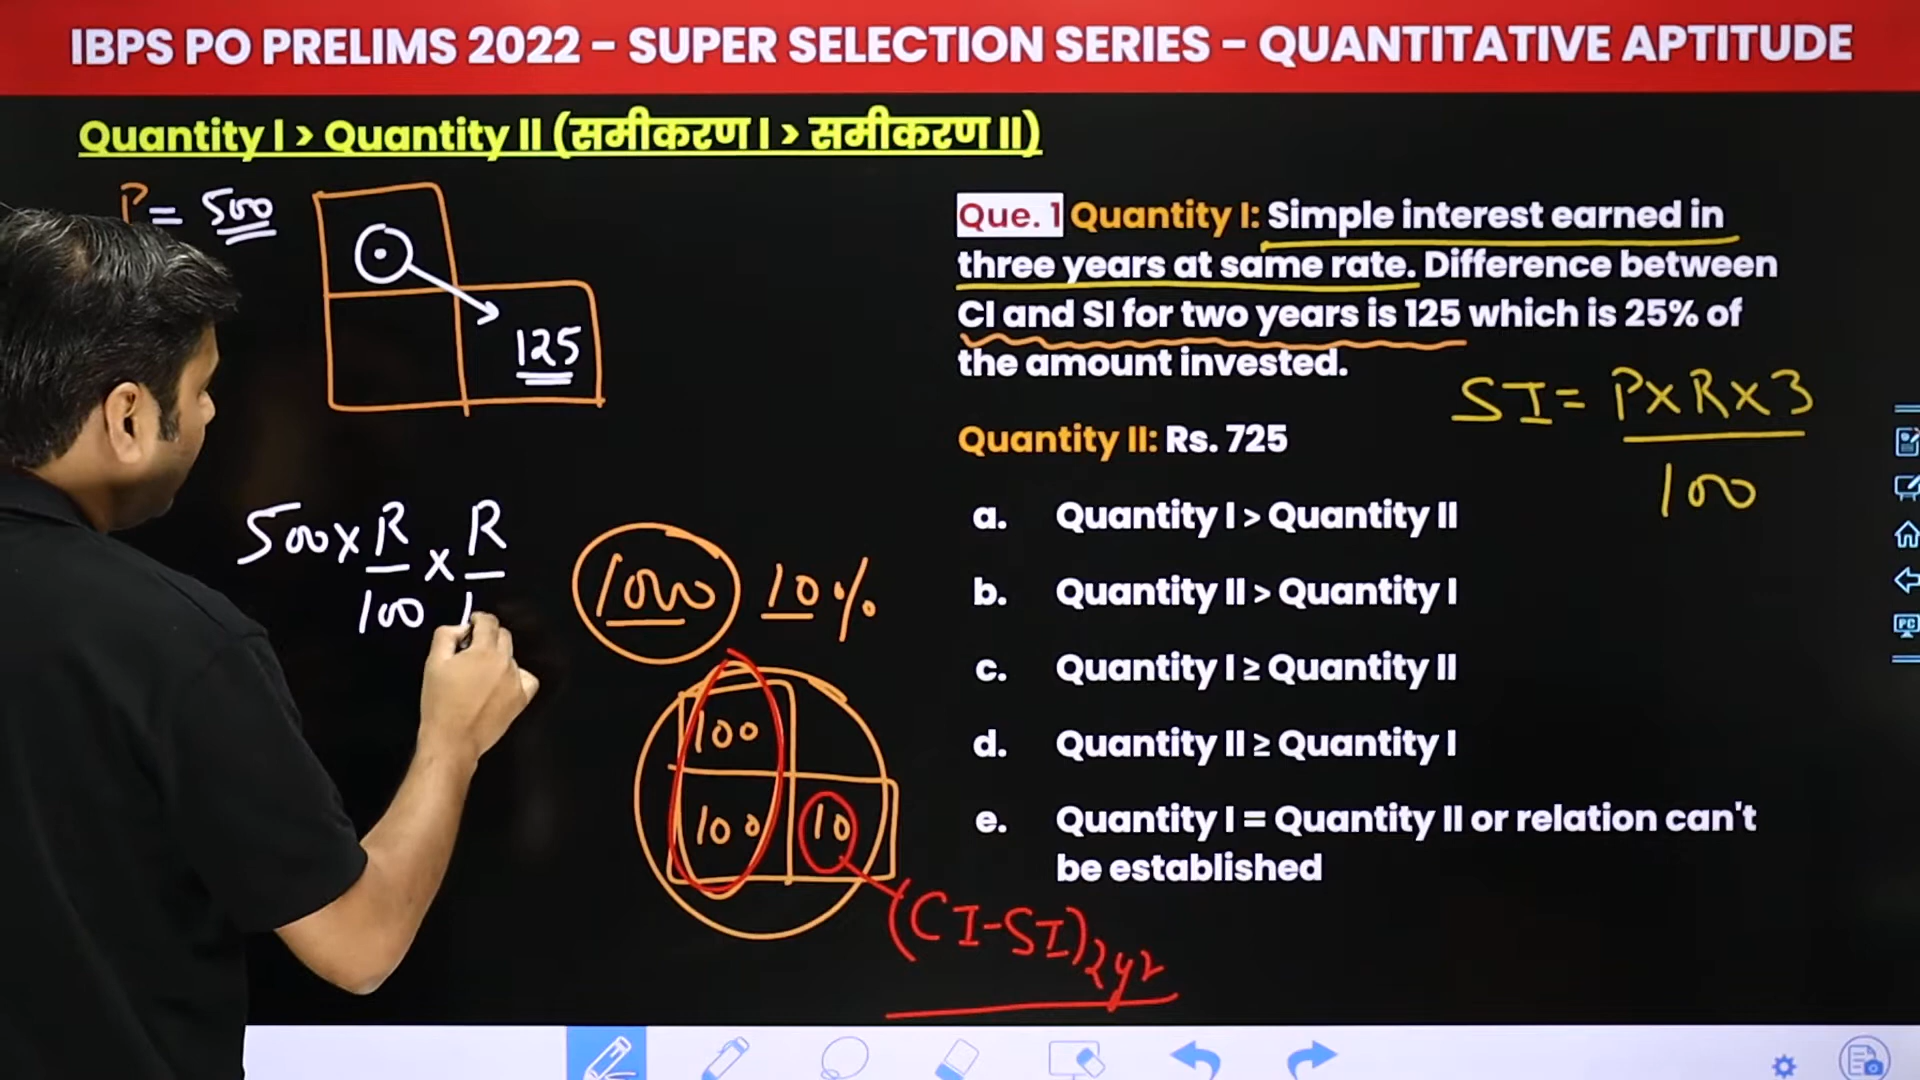 IBPS PO PRELIMS 2022 – SUPER SELECTION SERIES – QUANTITATIVE APTITUDE
Quantity I > Quantity II (समीकरण I > समीकरण II)
P = 500
125
500 × R × R
100 1
1000 10%
100
100 10
(CI-SI)2yr
Que. 1 Quantity I: Simple interest earned in
three years at same rate. Difference between
CI and SI for two years is 125 which is 25% of
the amount invested.
SI = P×R×3
100
Quantity II: Rs. 725
a. Quantity I > Quantity II
b. Quantity II > Quantity I
c. Quantity I ≥ Quantity II
d. Quantity II ≥ Quantity I
e. Quantity I = Quantity II or relation can't
be established
PC